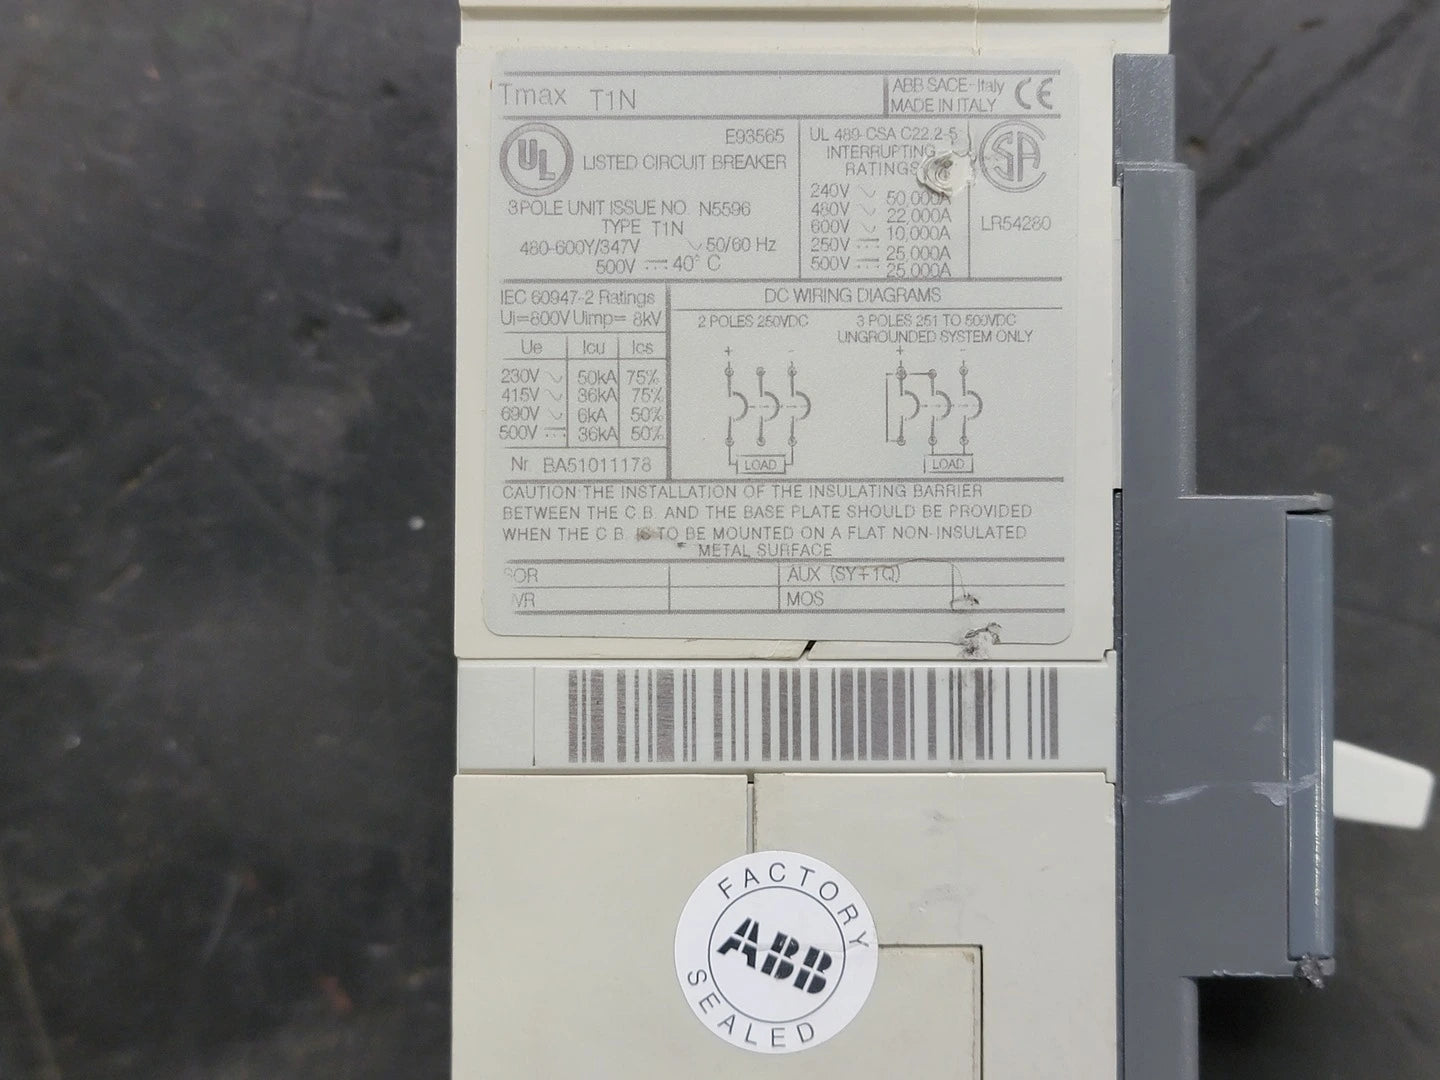 Tmax T1N
ABB SACE - Italy
MADE IN ITALY
CE
UL
E93565
LISTED CIRCUIT BREAKER
3 POLE UNIT ISSUE NO. N5596
TYPE T1N
480-600Y/347V ~ 50/60 Hz
500V ⎓ 40° C
UL 489-CSA C22.2-5
INTERRUPTING
RATINGS
240V ~ 50,000A
480V ~ 22,000A
600V ~ 10,000A
250V ⎓ 25,000A
500V ⎓ 25,000A
SA
LR54280
IEC 60947-2 Ratings
Ui=800V Uimp= 8kV
Ue Icu Ics
230V ~ 50kA 75%
415V ~ 36kA 75%
690V ~ 6kA 50%
500V ⎓ 36kA 50%
Nr BA51011178
DC WIRING DIAGRAMS
2 POLES 250VDC
+ -
LOAD
3 POLES 251 TO 500VDC
UNGROUNDED SYSTEM ONLY
+ -
LOAD
CAUTION:THE INSTALLATION OF THE INSULATING BARRIER
BETWEEN THE C.B. AND THE BASE PLATE SHOULD BE PROVIDED
WHEN THE C.B. IS TO BE MOUNTED ON A FLAT NON-INSULATED
METAL SURFACE
SOR AUX (SY+1Q)
MOS
FACTORY
ABB
SEALED